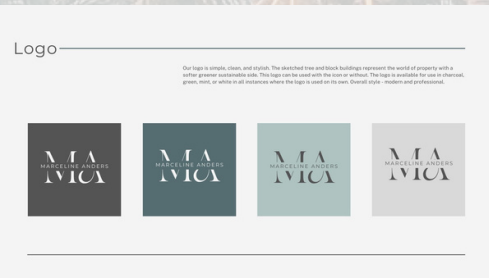 Logo
Our logo is simple, clean, and stylish. The sketched tree and block buildings represent the world of property with a
softer greener sustainable side. This logo can be used with the icon or without. The logo is available for use in charcoal,
green, mint, or white in all instances where the logo is used on its own. Overall style - modern and professional.
MA
MARCELINE ANDERS
MA
MARCELINE ANDERS
MA
MARCELINE ANDERS
MA
MARCELINE ANDERS